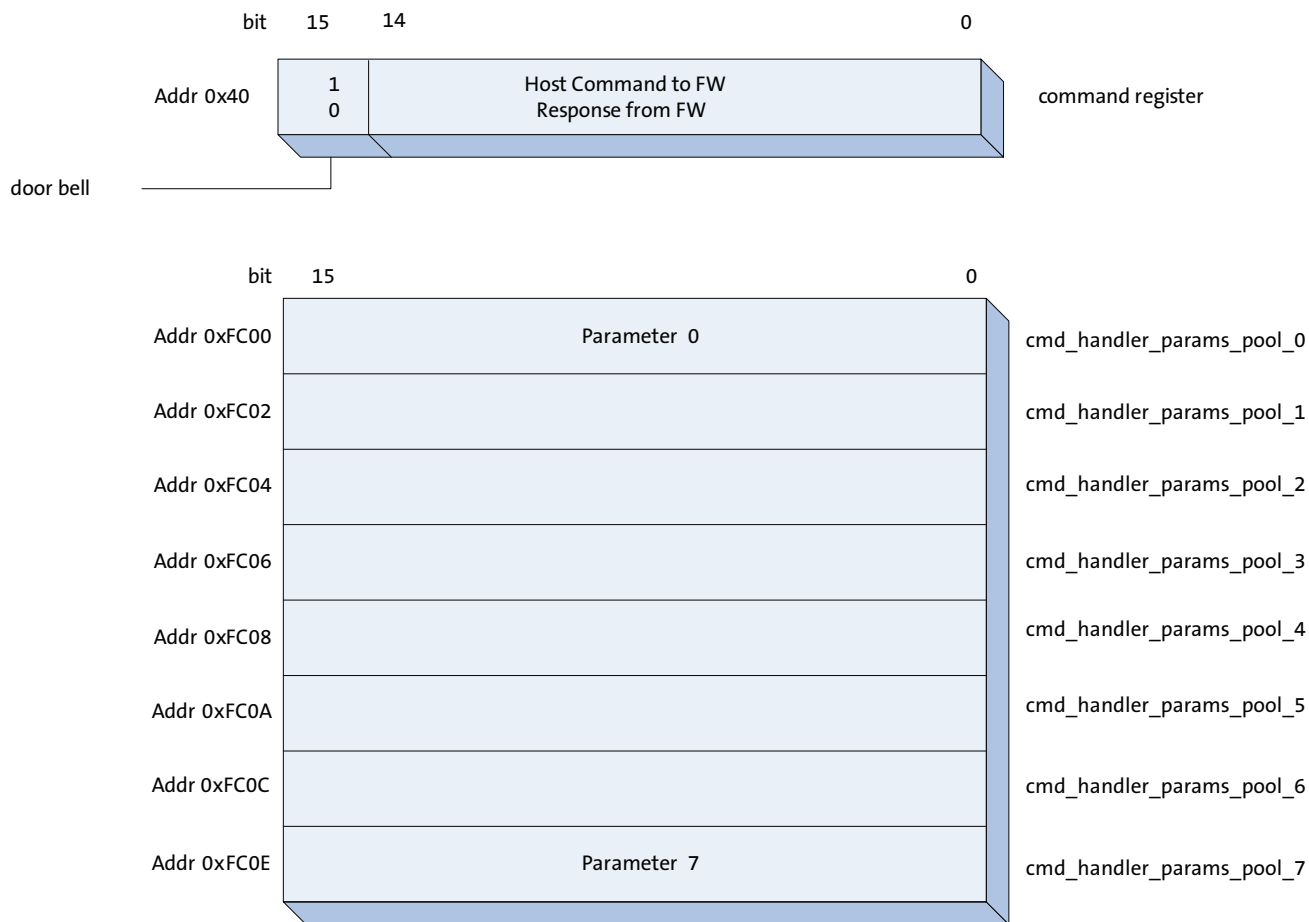 bit 15 14 0
Addr 0x40 1 Host Command to FW command register
0 Response from FW
door bell
bit 15 0
Addr 0xFC00 Parameter 0 cmd_handler_params_pool_0
Addr 0xFC02 cmd_handler_params_pool_1
Addr 0xFC04 cmd_handler_params_pool_2
Addr 0xFC06 cmd_handler_params_pool_3
Addr 0xFC08 cmd_handler_params_pool_4
Addr 0xFC0A cmd_handler_params_pool_5
Addr 0xFC0C cmd_handler_params_pool_6
Addr 0xFC0E Parameter 7 cmd_handler_params_pool_7